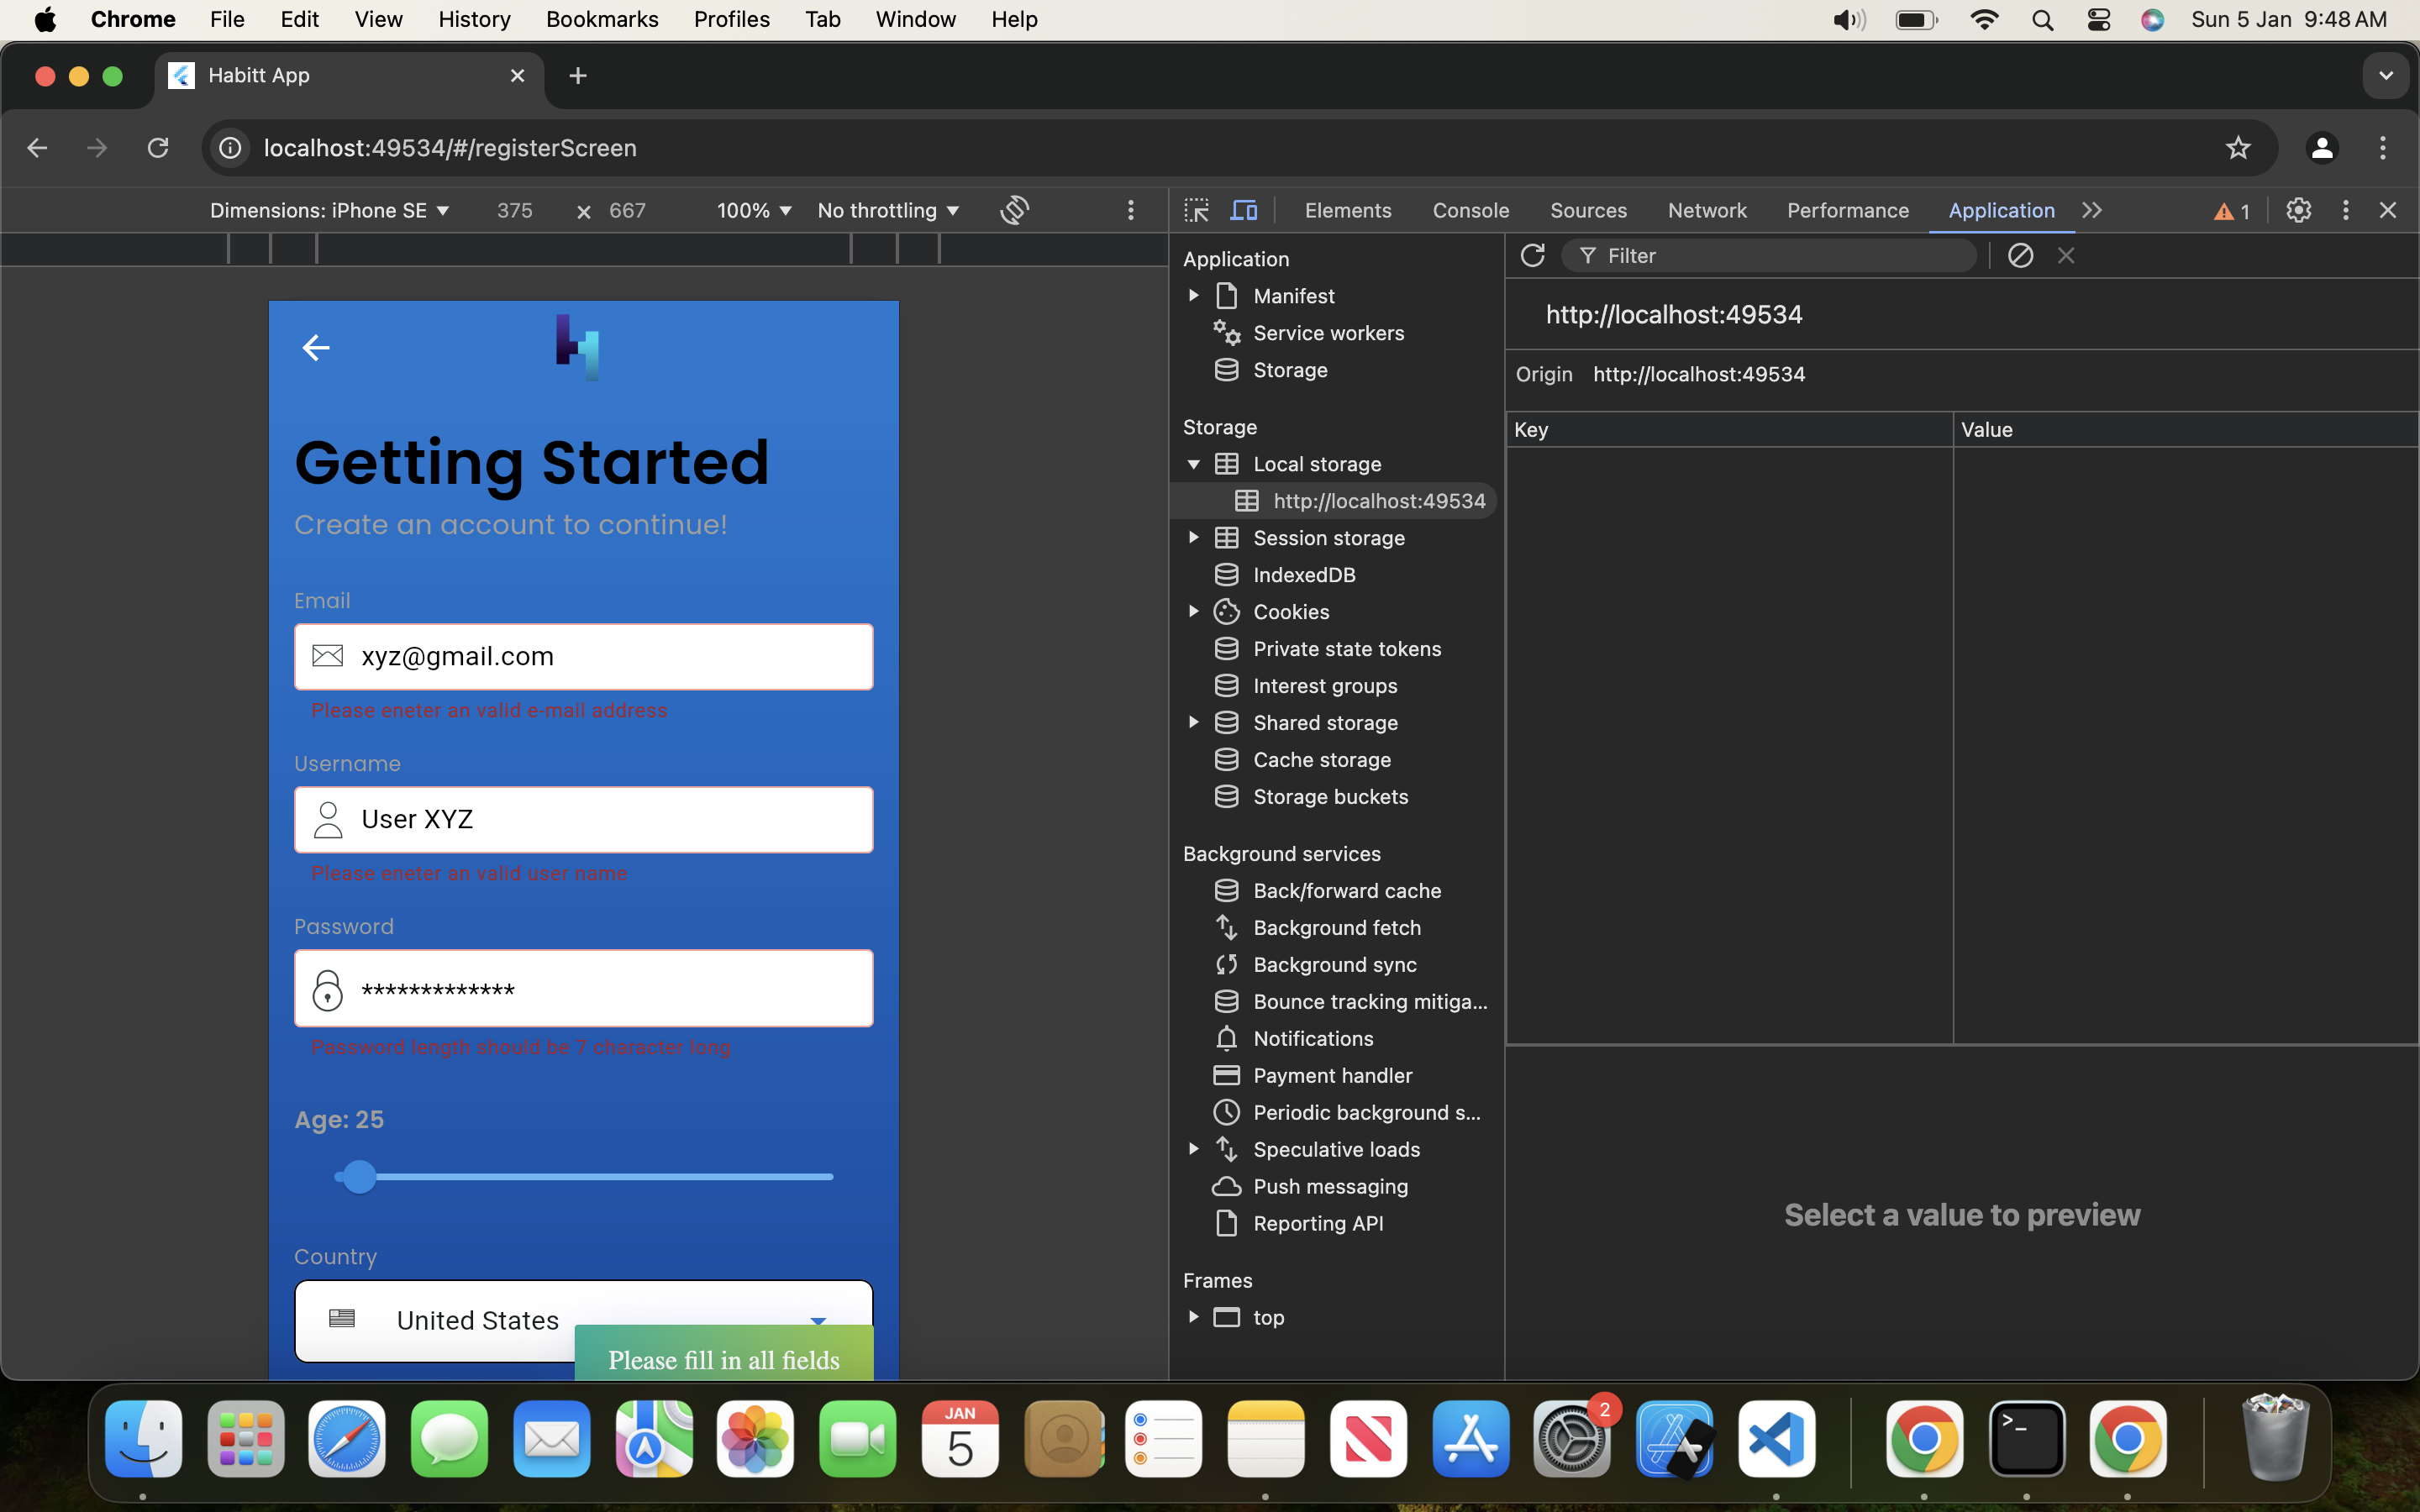 Chrome File Edit View History Bookmarks Profiles Tab Window Help Sun 5 Jan 9:48 AM
Habitt App
localhost:49534/#/registerScreen
Dimensions: iPhone SE 375 x 667 100% No throttling
Elements Console Sources Network Performance Application 1
Getting Started
Create an account to continue!
Email
xyz@gmail.com
Please eneter an valid e-mail address
Username
User XYZ
Please eneter an valid user name
Password
*************
Password length should be 7 character long
Age: 25
Country
United States
Please fill in all fields
Application
Manifest
Service workers
Storage
Storage
Local storage
http://localhost:49534
Session storage
IndexedDB
Cookies
Private state tokens
Interest groups
Shared storage
Cache storage
Storage buckets
Background services
Back/forward cache
Background fetch
Background sync
Bounce tracking mitiga...
Notifications
Payment handler
Periodic background s...
Speculative loads
Push messaging
Reporting API
Frames
top
Filter
http://localhost:49534
Origin http://localhost:49534
Key Value
Select a value to preview
JAN
5
2
>_